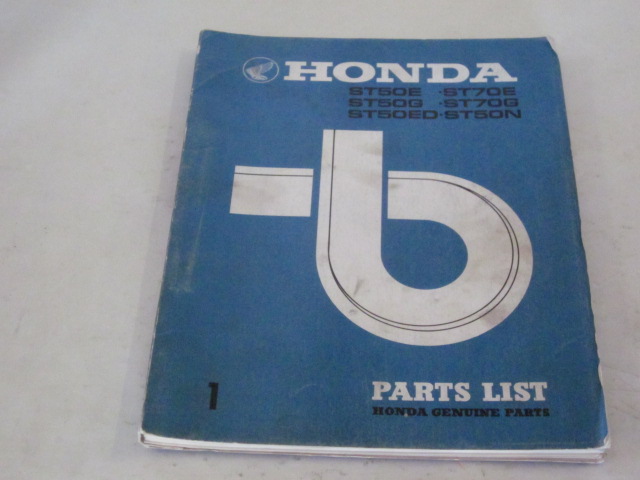 HONDA
ST50E · ST70E
ST50G · ST70G
ST50ED · ST50N
1
PARTS LIST
HONDA GENUINE PARTS